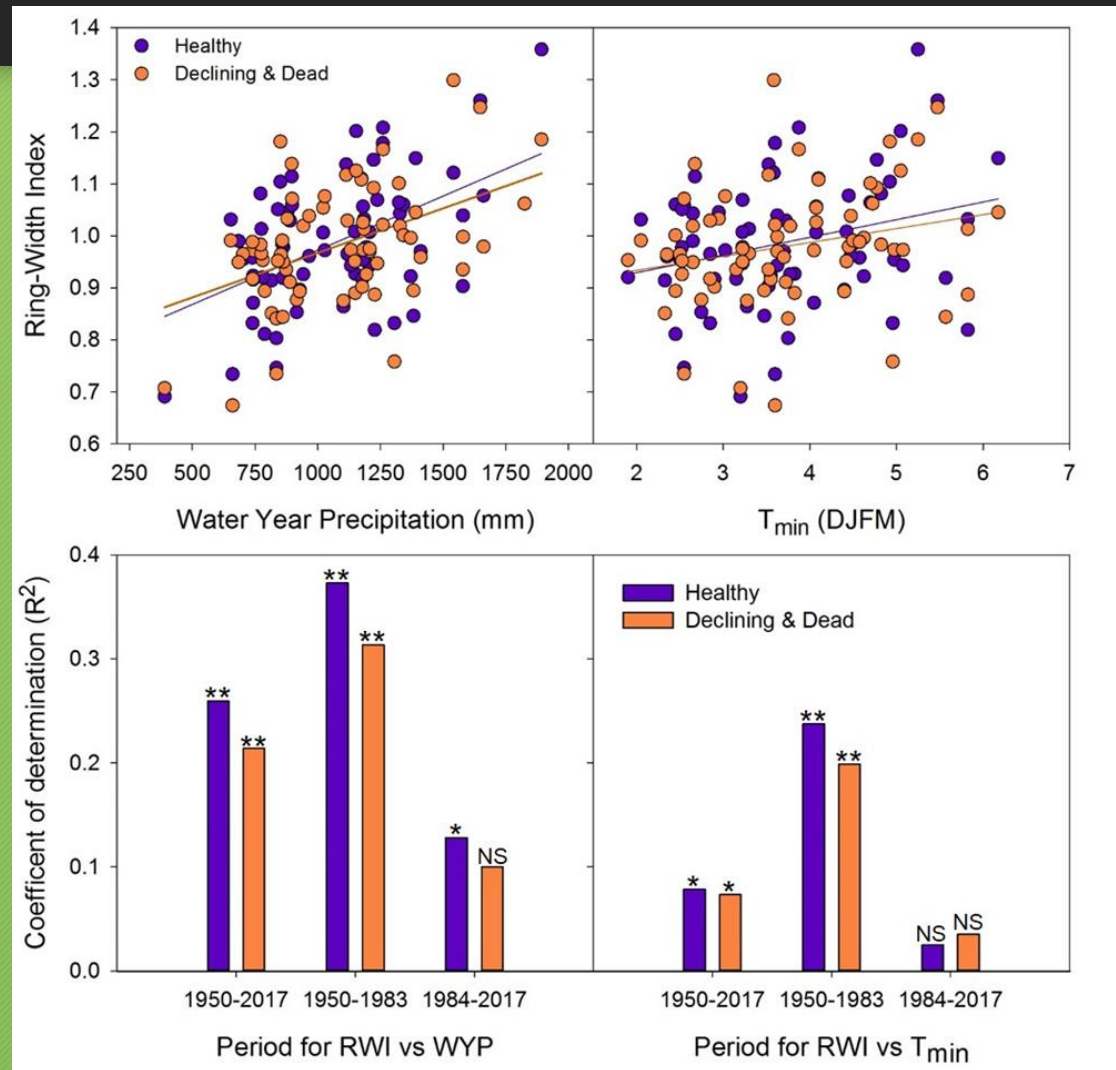 1.4
1.3
1.2
1.1
1.0
0.9
0.8
0.7
0.6
Ring-Width Index
Healthy
Declining & Dead
250 500 750 1000 1250 1500 1750 2000
2 3 4 5 6 7
Water Year Precipitation (mm)
Tmin (DJFM)
0.4
0.3
0.2
0.1
0.0
Coefficent of determination (R2)
** ** ** ** * NS
Healthy
Declining & Dead
* * ** ** NS NS
1950-2017 1950-1983 1984-2017
1950-2017 1950-1983 1984-2017
Period for RWI vs WYP
Period for RWI vs Tmin